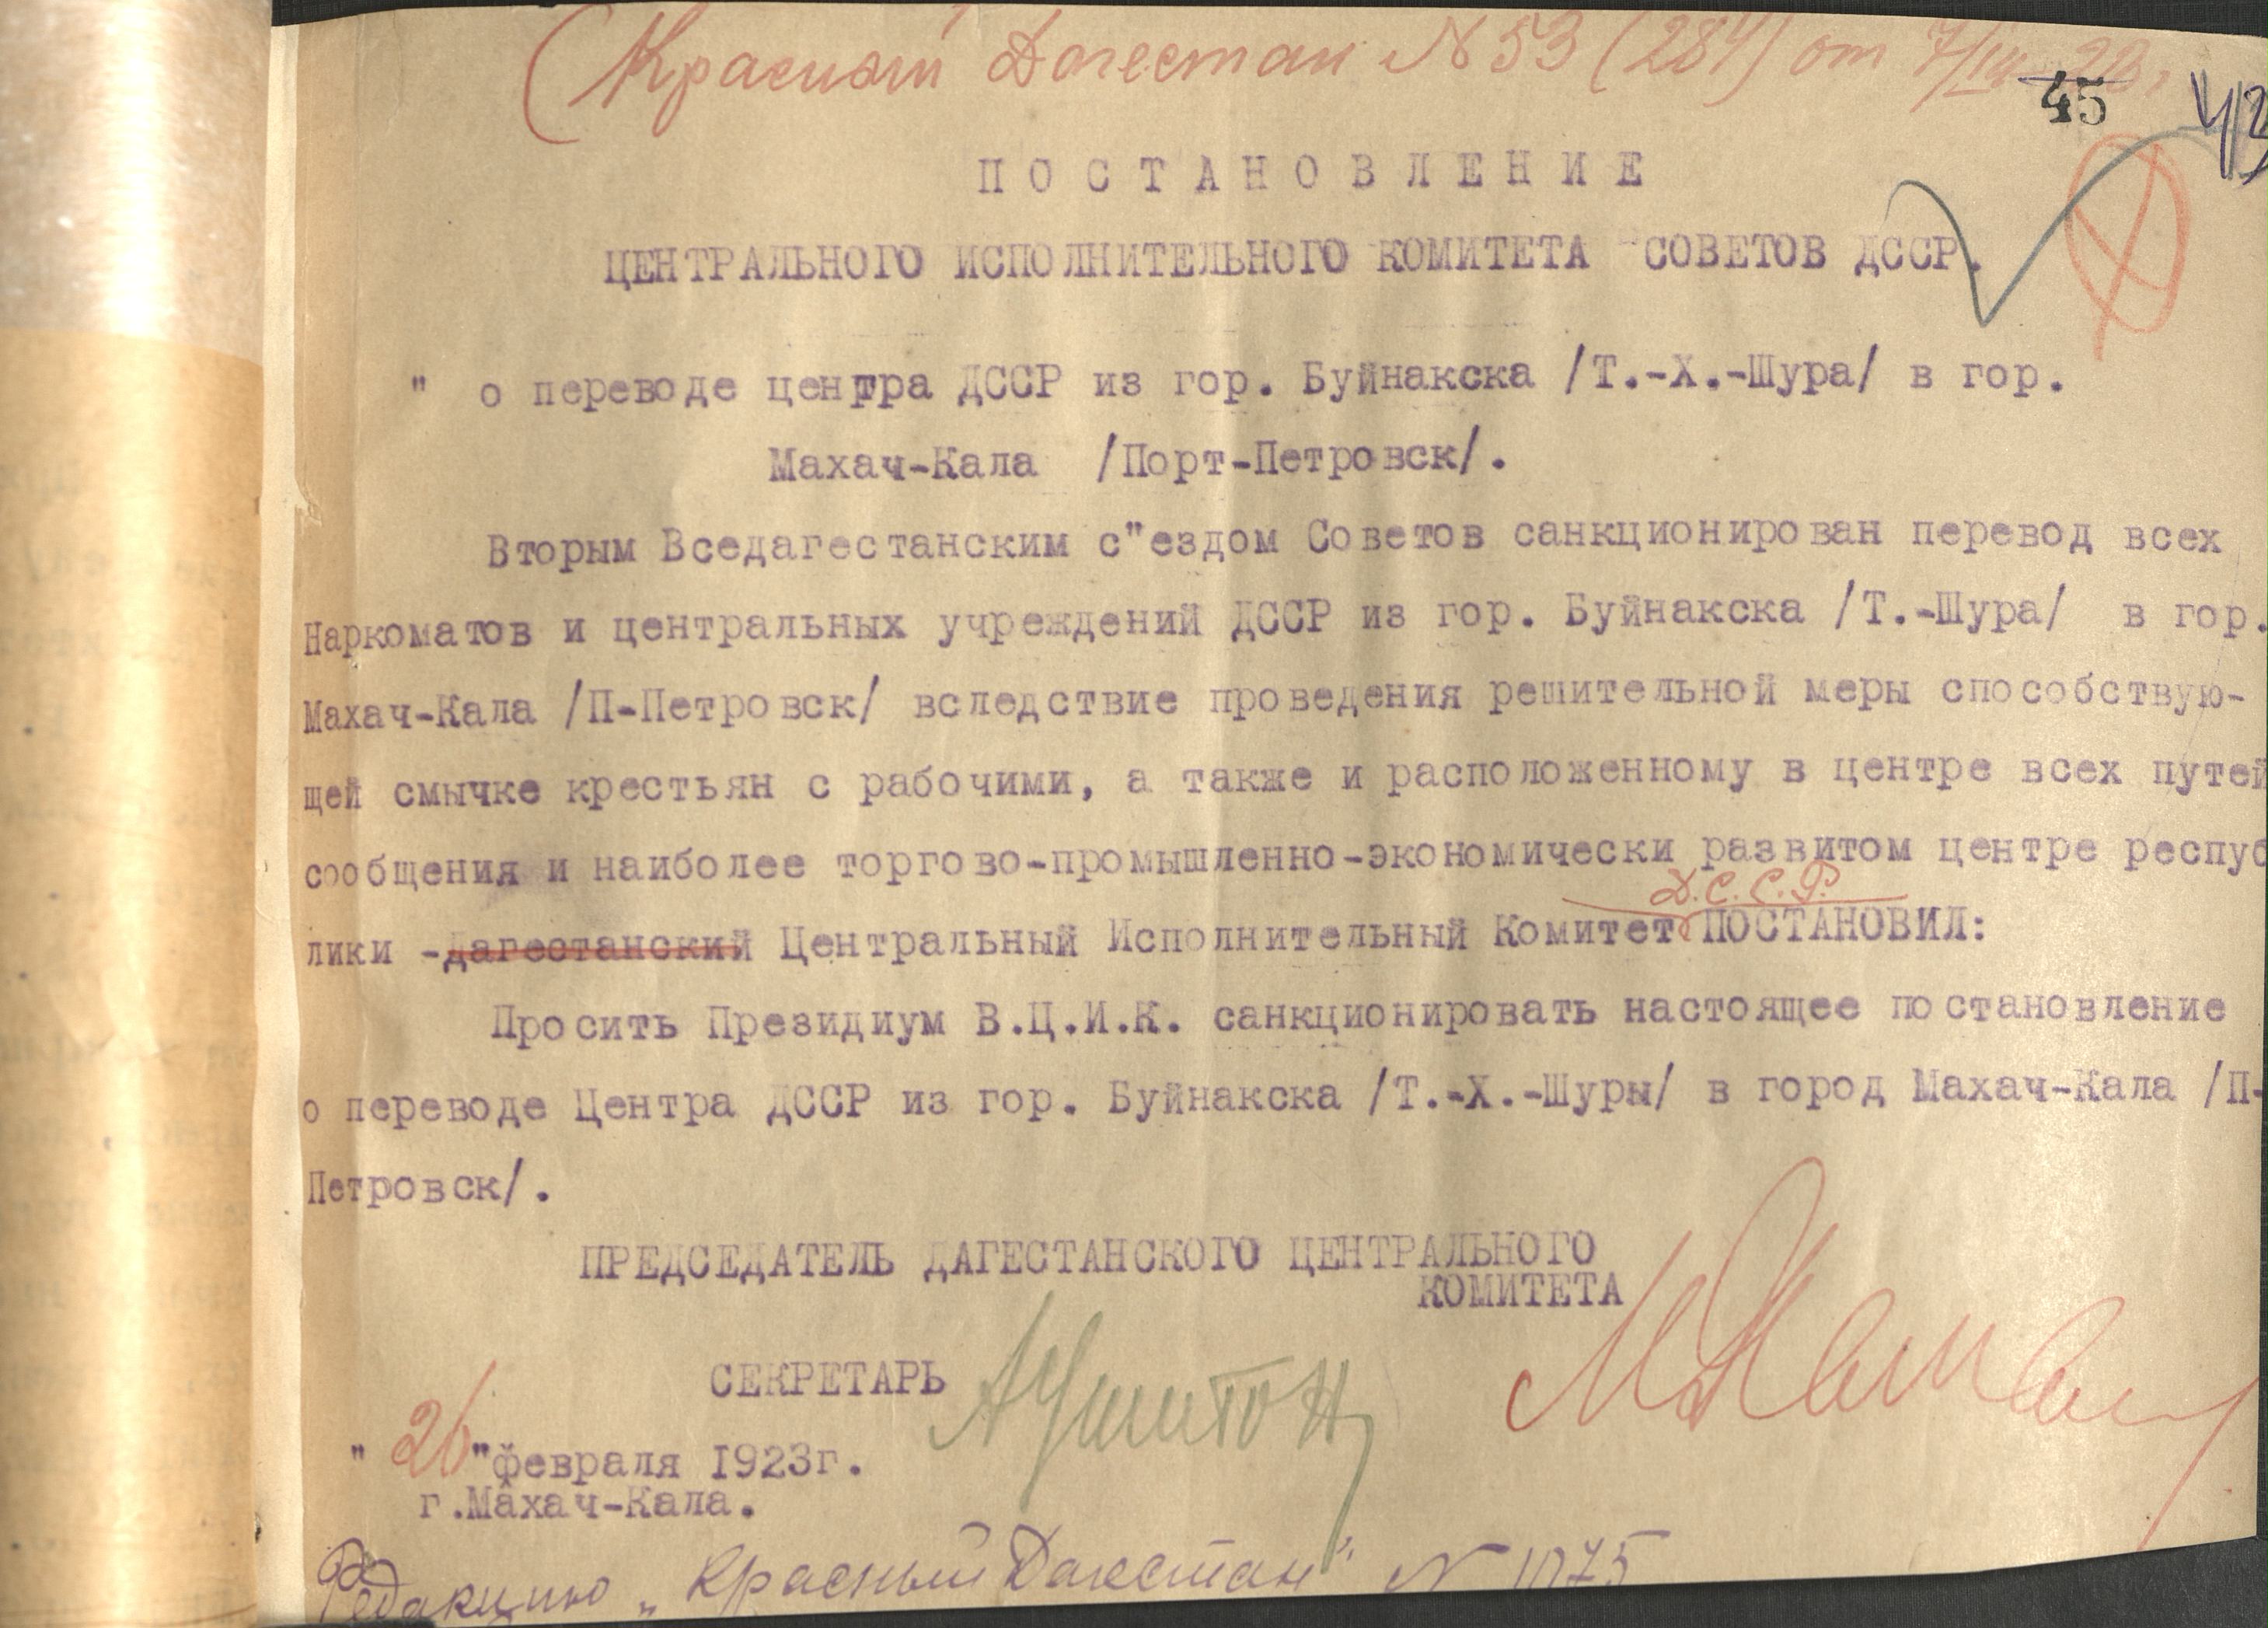 (Красный Дагестан N 53 (284) от 7/III-23.
45
43
ПОСТАНОВЛЕНИЕ
ЦЕНТРАЛЬНОГО ИСПОЛНИТЕЛЬНОГО КОМИТЕТА СОВЕТОВ ДССР.
" о переводе центра ДССР из гор. Буйнакска /Т.-Х.-Шура/ в гор.
Махач-Кала /Порт-Петровск/.
Вторым Вседагестанским с"ездом Советов санкционирован перевод всех
Наркоматов и центральных учреждений ДССР из гор. Буйнакска /Т.-Шура/ в гор.
Махач-Кала /П-Петровск/ вследствие проведения решительной меры способствую-
щей смычке крестьян с рабочими, а также и расположенному в центре всех путей
сообщения и наиболее торгово-промышленно-экономически развитом центре респуб
Д.С.С.Р.
лики -дагестанский Центральный Исполнительный Комитет ПОСТАНОВИЛ:
Просить Президиум В.Ц.И.К. санкционировать настоящее постановление
о переводе Центра ДССР из гор. Буйнакска /Т.-Х.-Шуры/ в город Махач-Кала /П-
Петровск/.
ПРЕДСЕДАТЕЛЬ ДАГЕСТАНСКОГО ЦЕНТРАЛЬНОГО
КОМИТЕТА
СЕКРЕТАРЬ
"26"февраля 1923г.
г.Махач-Кала.
Редакцию „Красный Дагестан" N 1075